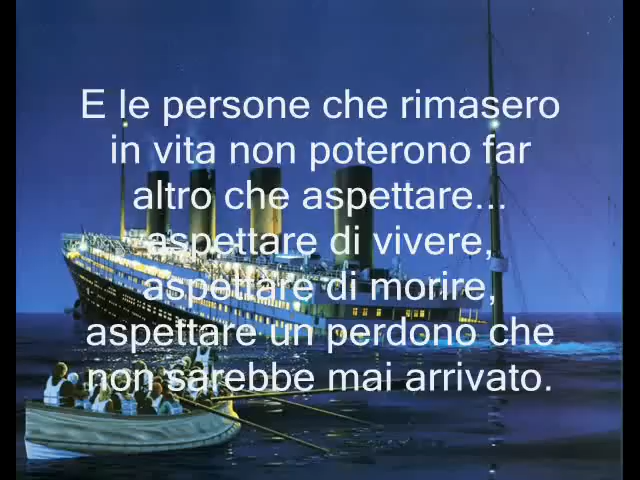 E le persone che rimasero
in vita non poterono far
altro che aspettare...
aspettare di vivere,
aspettare di morire,
aspettare un perdono che
non sarebbe mai arrivato.